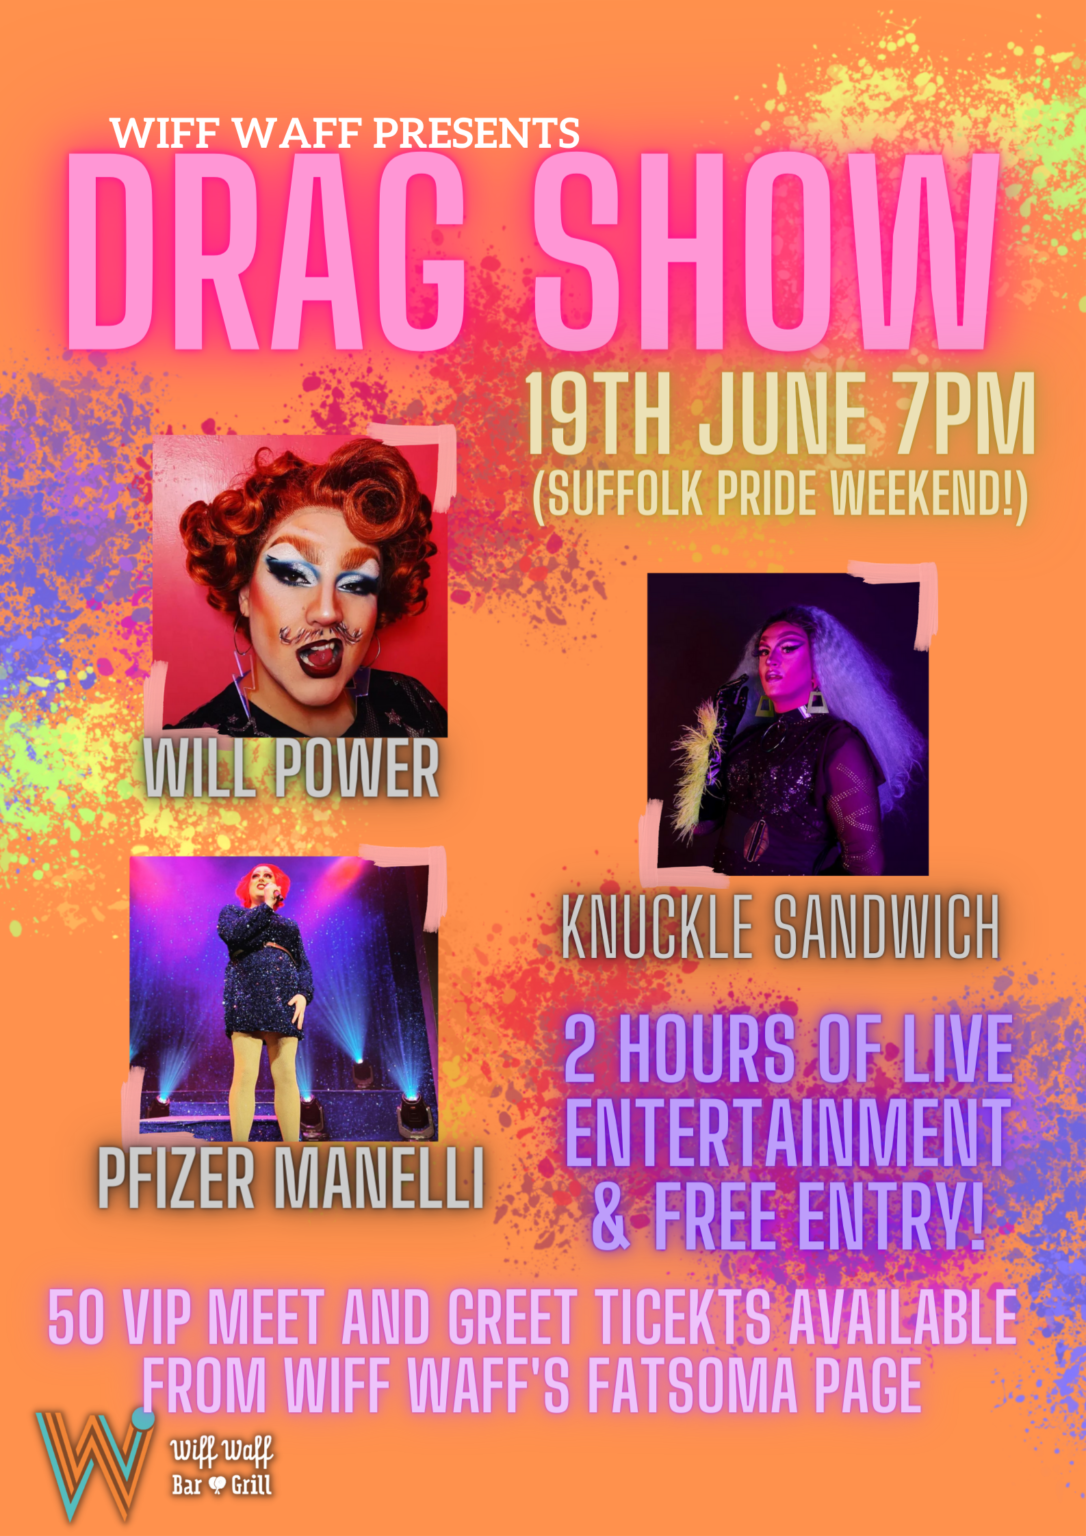 WIFF WAFF PRESENTS
DRAG SHOW
19TH JUNE 7PM
(SUFFOLK PRIDE WEEKEND!)
WILL POWER
KNUCKLE SANDWICH
PFIZER MANELLI
2 HOURS OF LIVE
ENTERTAINMENT
& FREE ENTRY!
50 VIP MEET AND GREET TICEKTS AVAILABLE
FROM WIFF WAFF'S FATSOMA PAGE
Wiff Waff
Bar Grill